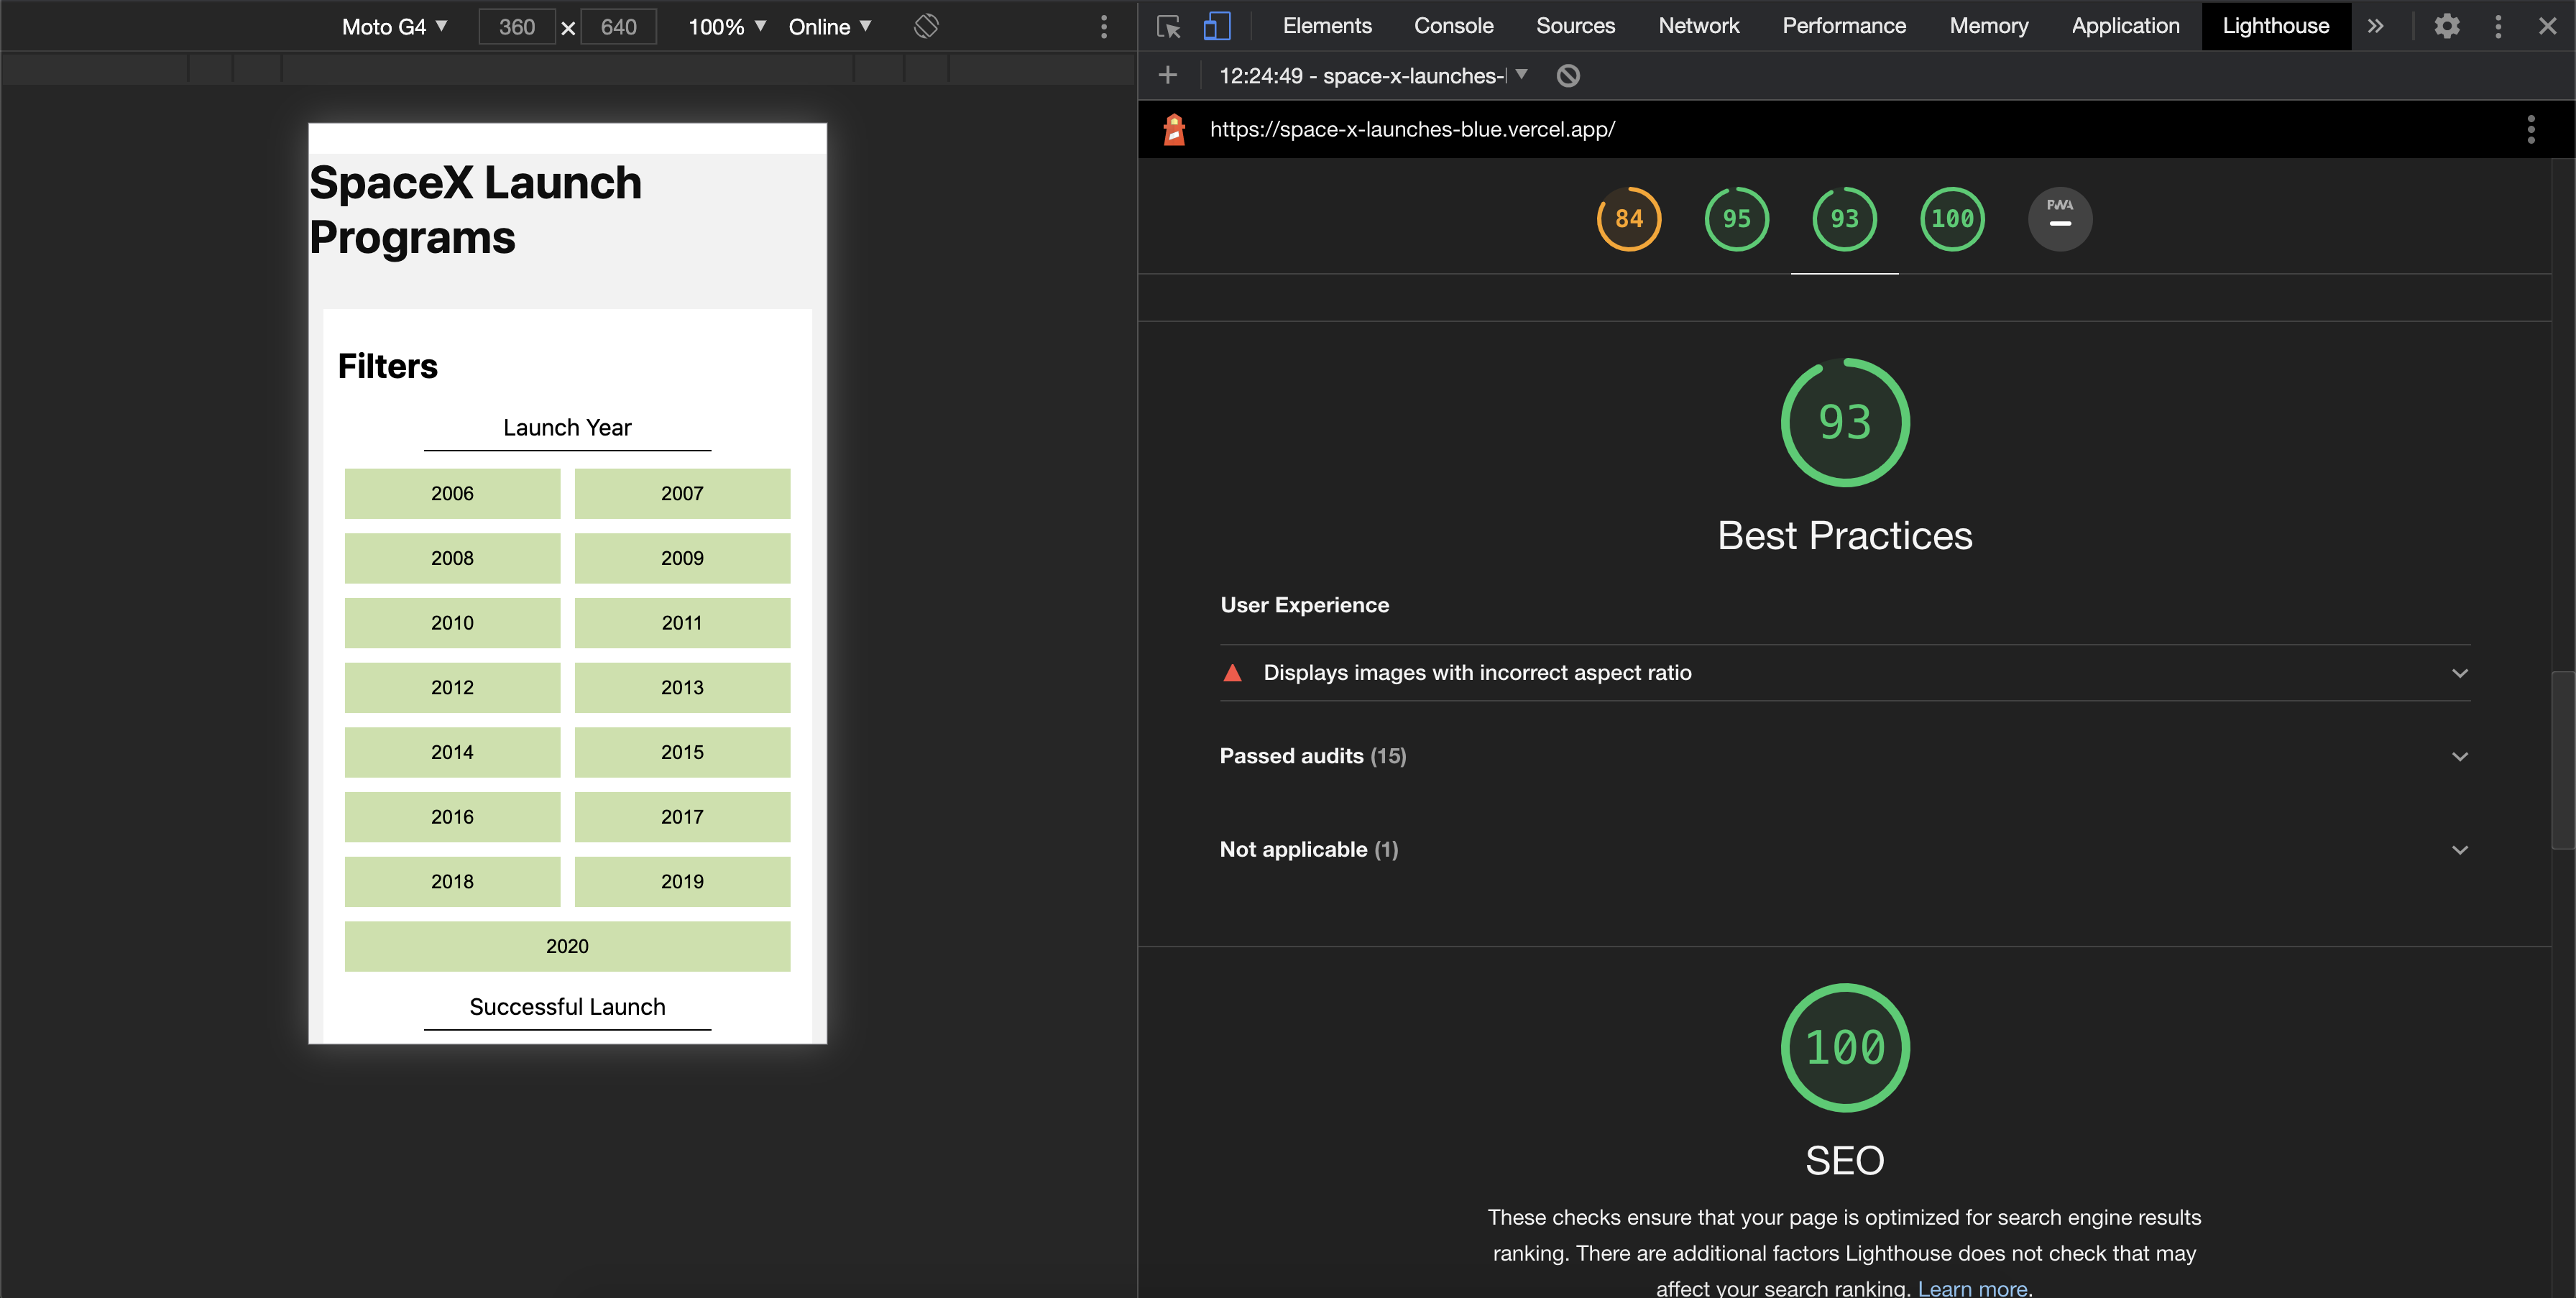 Moto G4 360 × 640 100% Online
Elements Console Sources Network Performance Memory Application Lighthouse
12:24:49 - space-x-launches-
https://space-x-launches-blue.vercel.app/
84 95 93 100 PWA
SpaceX Launch
Programs
Filters
Launch Year
2006 2007
2008 2009
2010 2011
2012 2013
2014 2015
2016 2017
2018 2019
2020
Successful Launch
93
Best Practices
User Experience
Displays images with incorrect aspect ratio
Passed audits (15)
Not applicable (1)
100
SEO
These checks ensure that your page is optimized for search engine results
ranking. There are additional factors Lighthouse does not check that may
affect your search ranking. Learn more.